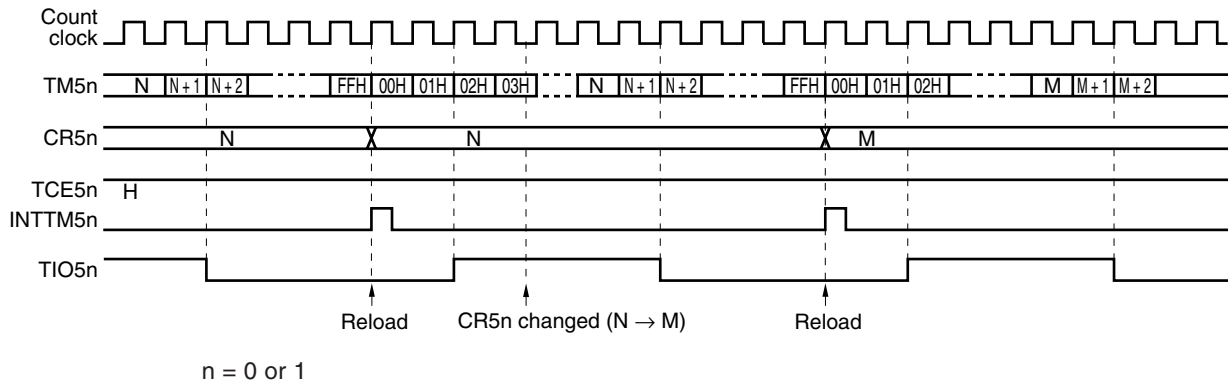 Count
clock
TM5n N N + 1 N + 2 FFH 00H 01H 02H 03H N N + 1 N + 2 FFH 00H 01H 02H M M + 1 M + 2
CR5n N N M
TCE5n H
INTTM5n
TIO5n
Reload CR5n changed (N → M) Reload
n = 0 or 1